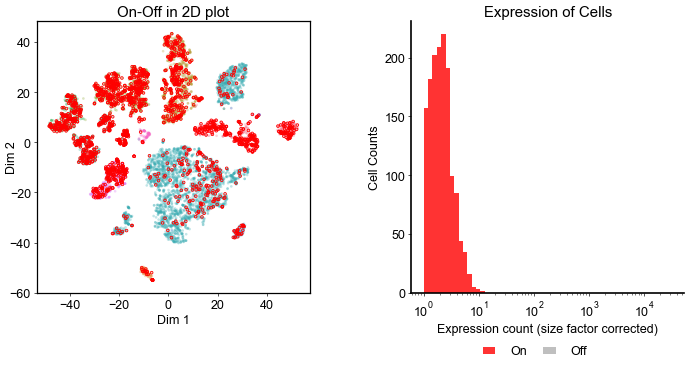 On-Off in 2D plot
40
20
0
−20
−40
−60
Dim 2
−40 −20 0 20 40
Dim 1
Expression of Cells
200
150
100
50
0
Cell Counts
10^0 10^1 10^2 10^3 10^4
Expression count (size factor corrected)
On Off